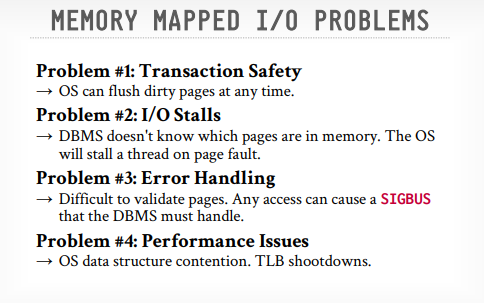 MEMORY MAPPED I/O PROBLEMS
Problem #1: Transaction Safety
→ OS can flush dirty pages at any time.
Problem #2: I/O Stalls
→ DBMS doesn't know which pages are in memory. The OS
will stall a thread on page fault.
Problem #3: Error Handling
→ Difficult to validate pages. Any access can cause a SIGBUS
that the DBMS must handle.
Problem #4: Performance Issues
→ OS data structure contention. TLB shootdowns.